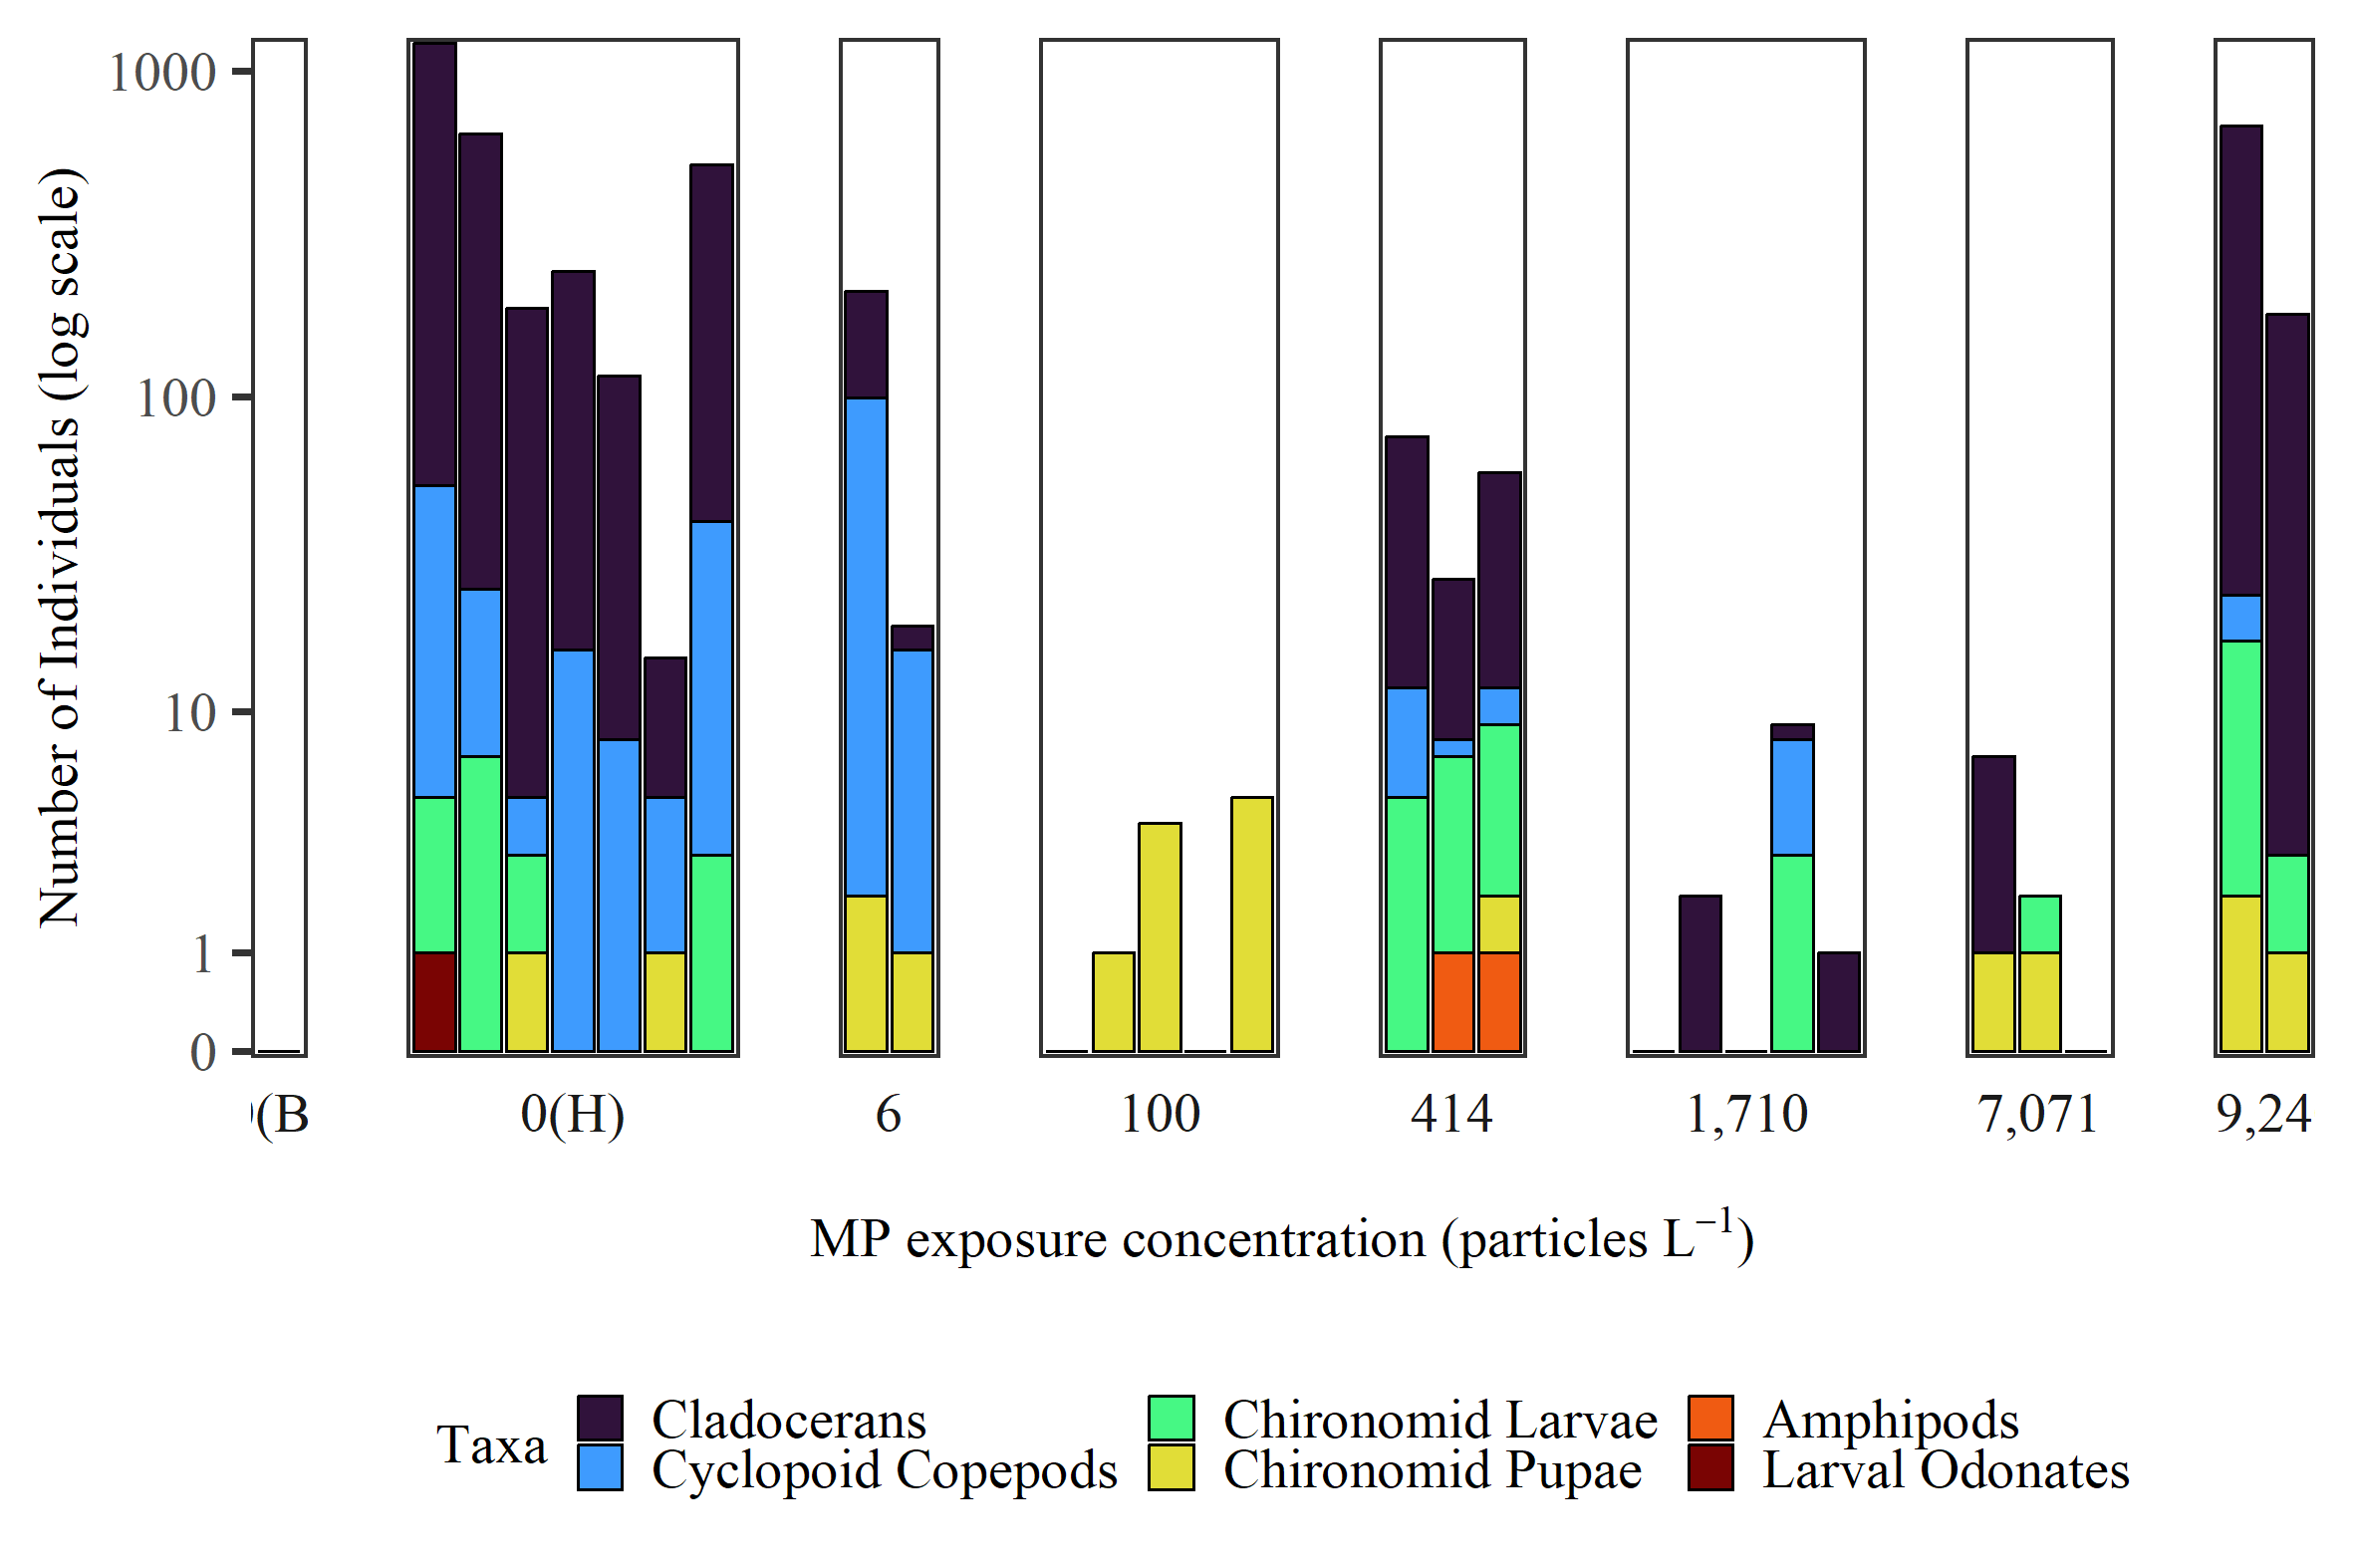 Number of Individuals (log scale)
1000
100
10
1
0
0(H)
6
100
414
1,710
7,071
9,24
MP exposure concentration (particles L⁻¹)
Taxa
Cladocerans
Chironomid Larvae
Amphipods
Cyclopoid Copepods
Chironomid Pupae
Larval Odonates